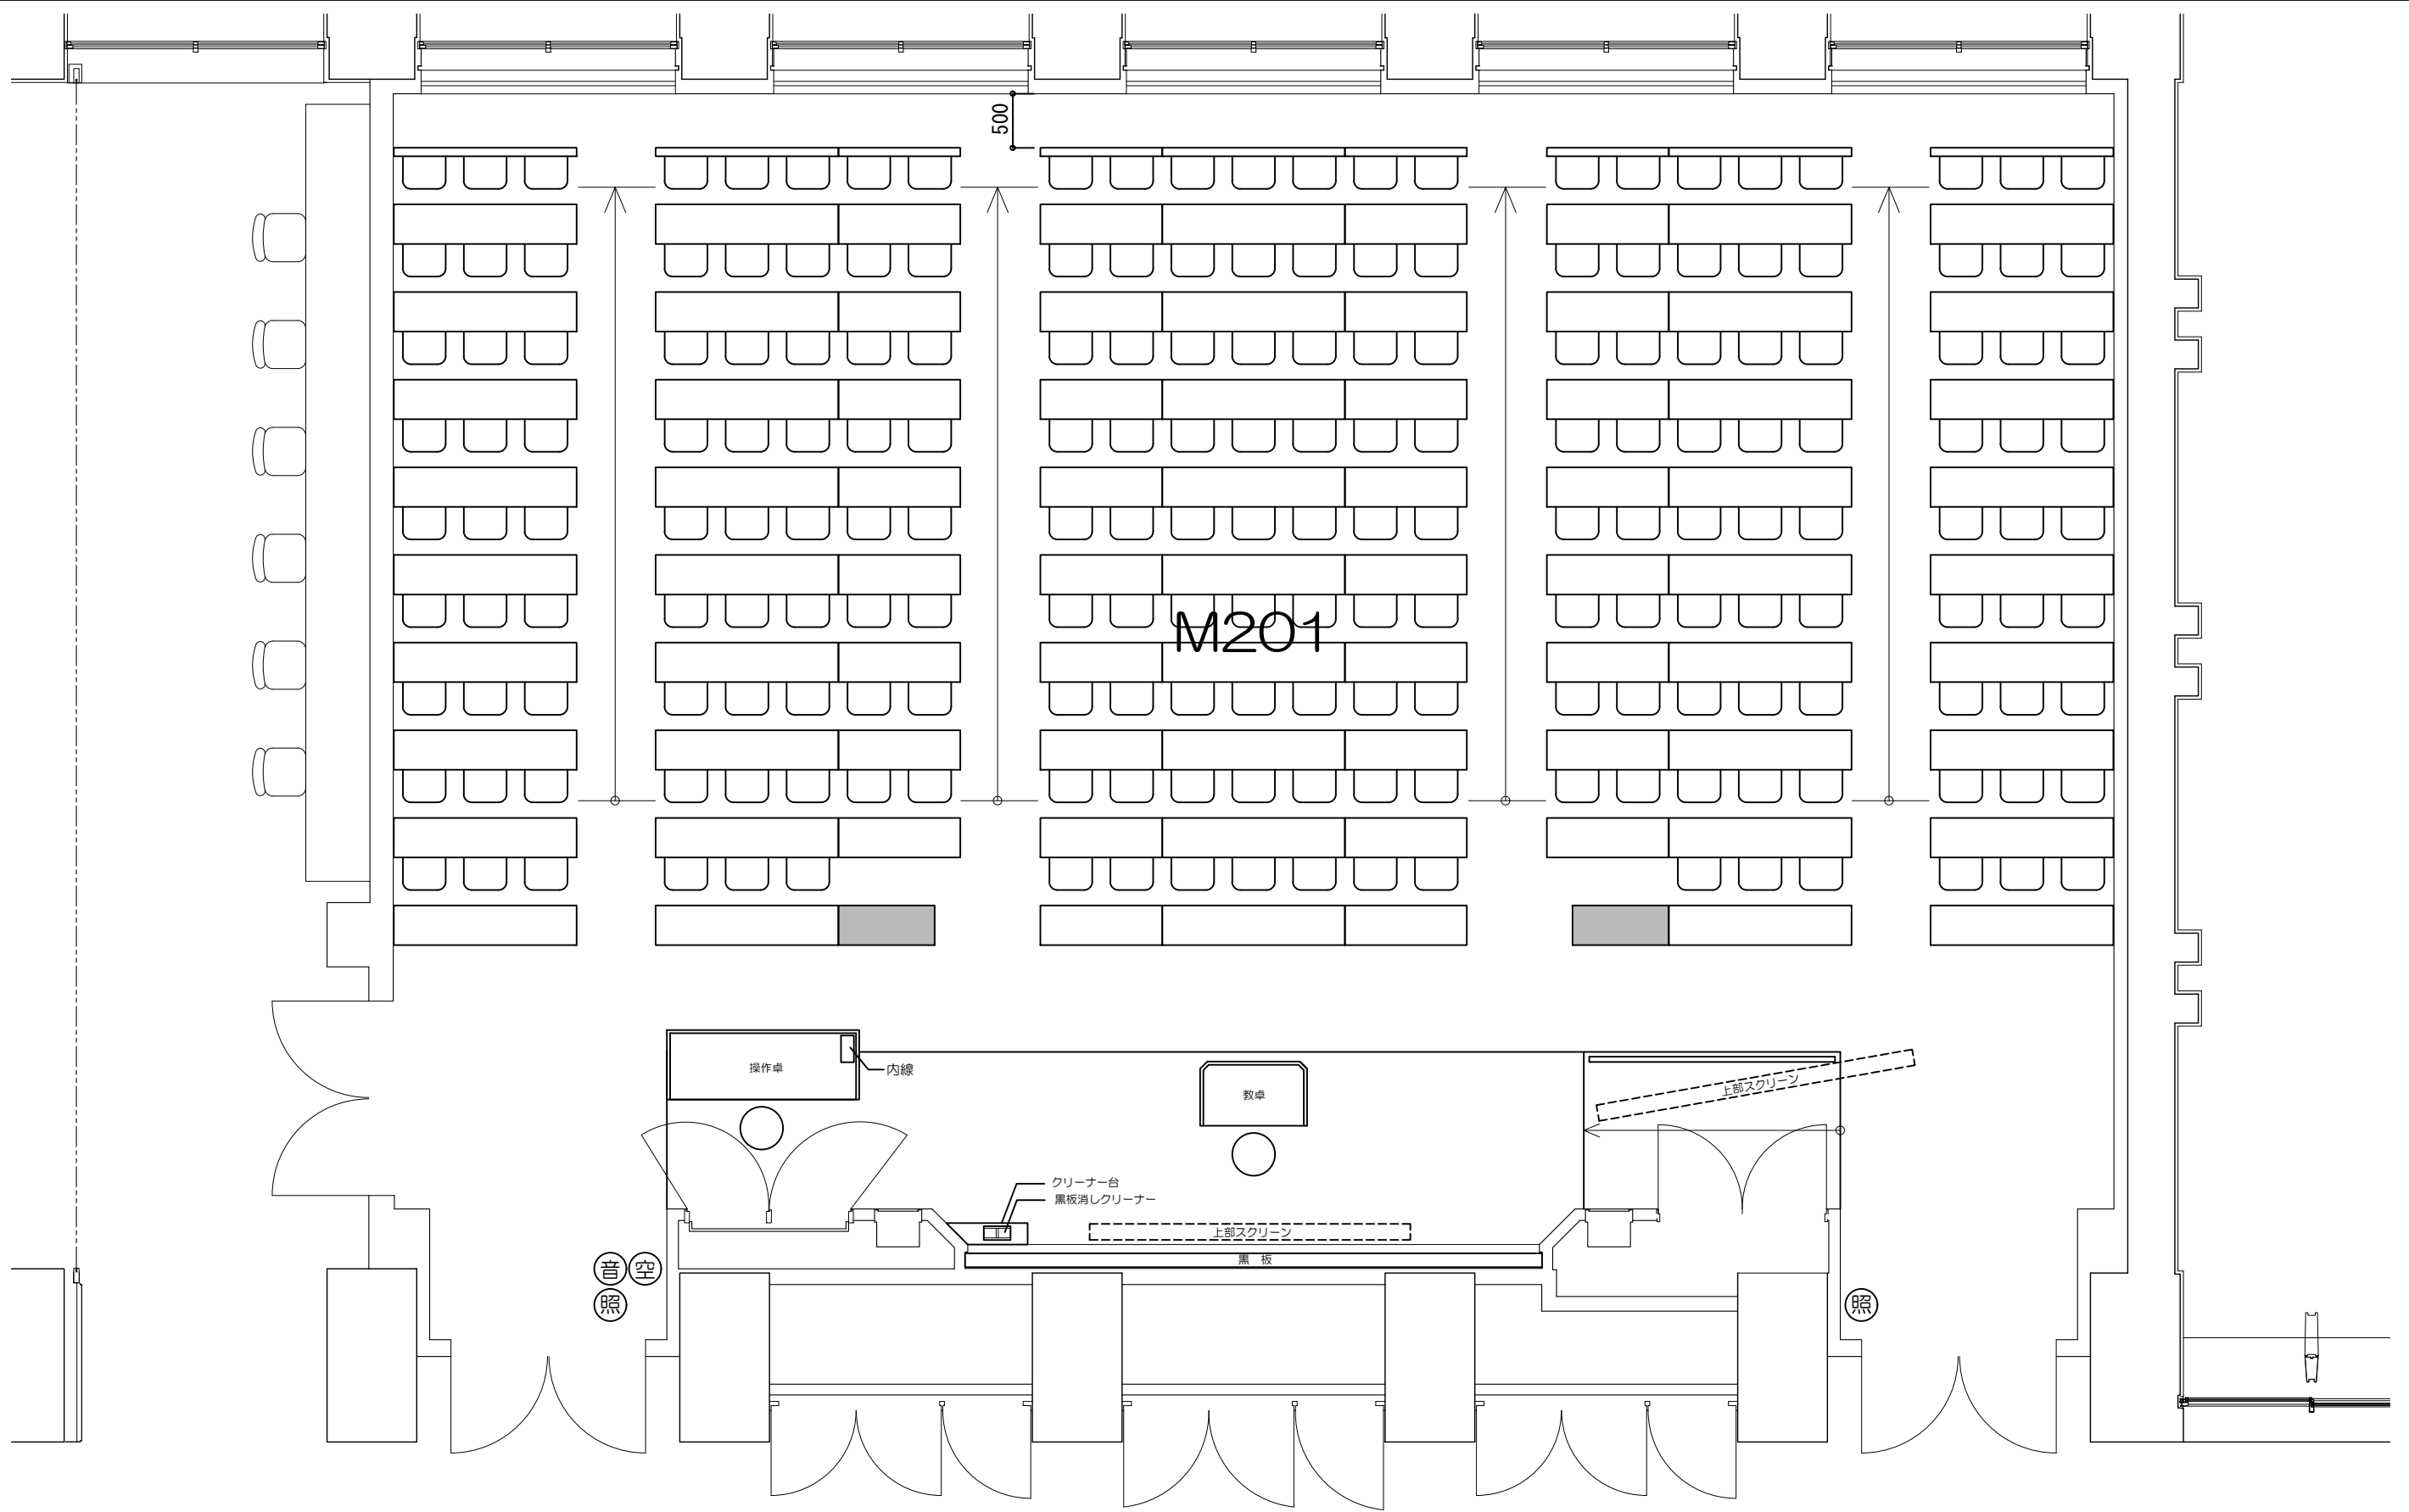 500
M201
操作卓
内線
教卓
上部スクリーン
クリーナー台
黒板消しクリーナー
上部スクリーン
黒　板
音 空
照
照